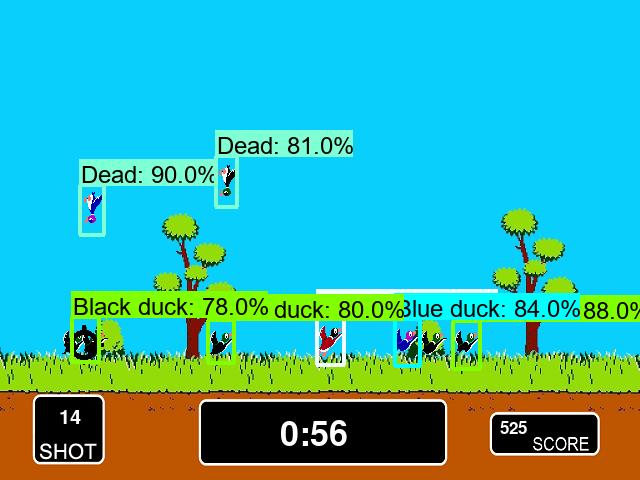 Dead: 81.0%
Dead: 90.0%
Black duck: 78.0%
duck: 80.0%
Blue duck: 84.0%
88.0%
14
SHOT
0:56
525
SCORE